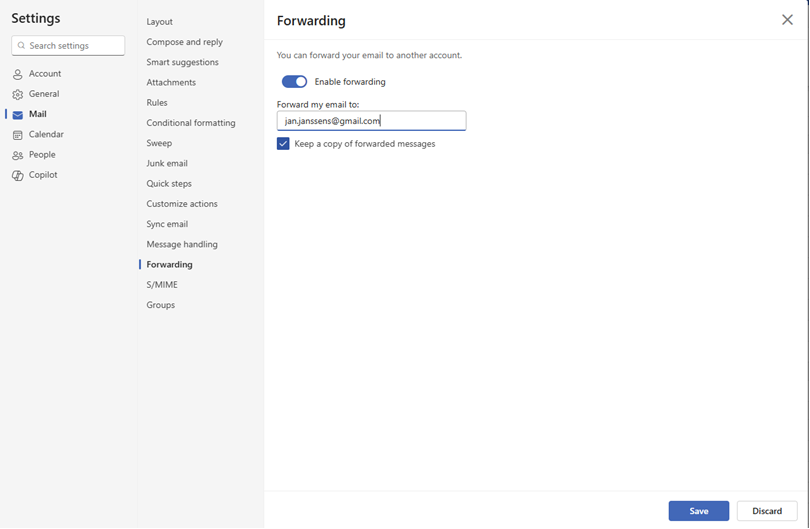 Settings
Search settings
Account
General
Mail
Calendar
People
Copilot
Layout
Compose and reply
Smart suggestions
Attachments
Rules
Conditional formatting
Sweep
Junk email
Quick steps
Customize actions
Sync email
Message handling
Forwarding
S/MIME
Groups
Forwarding
You can forward your email to another account.
Enable forwarding
Forward my email to:
jan.janssens@gmail.com
Keep a copy of forwarded messages
Save
Discard